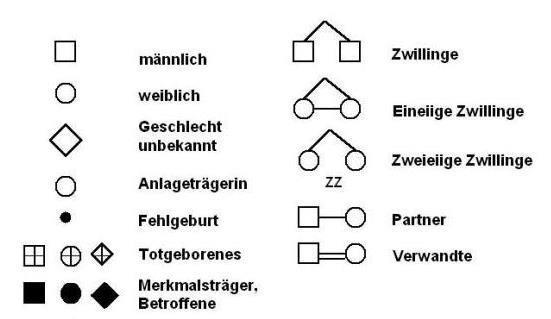 männlich
weiblich
Geschlecht
unbekannt
Anlageträgerin
Fehlgeburt
Totgeborenes
Merkmalsträger,
Betroffene
Zwillinge
Eineiige Zwillinge
Zweieiige Zwillinge
ZZ
Partner
Verwandte